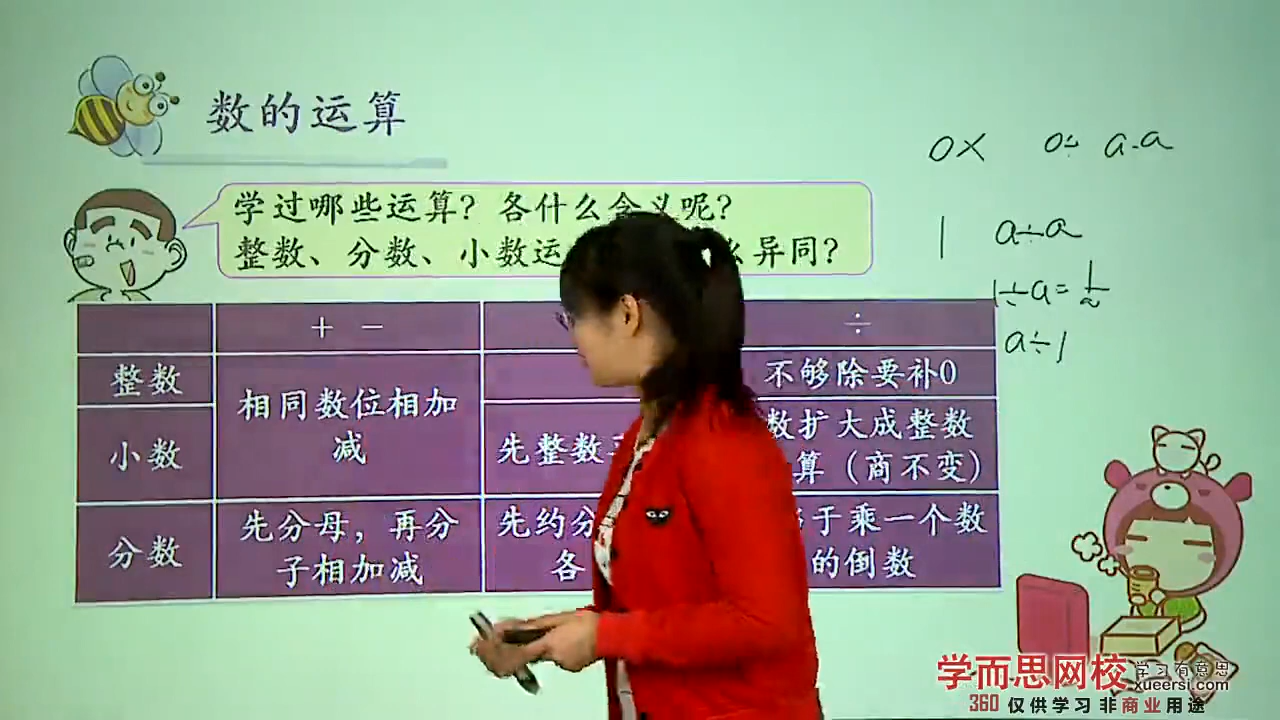 数的运算
学过哪些运算？各什么含义呢？
整数、分数、小数运
异同？
+ −
÷
整数
相同数位相加
减
不够除要补0
小数
先整数
数扩大成整数
算（商不变）
分数
先分母，再分
子相加减
先约分
各
于乘一个数
的倒数
0×
0÷
a-a
1
a÷a
1÷a=
a÷1
学而思网校
学习有意思
xueersi.com
360 仅供学习 非商业用途